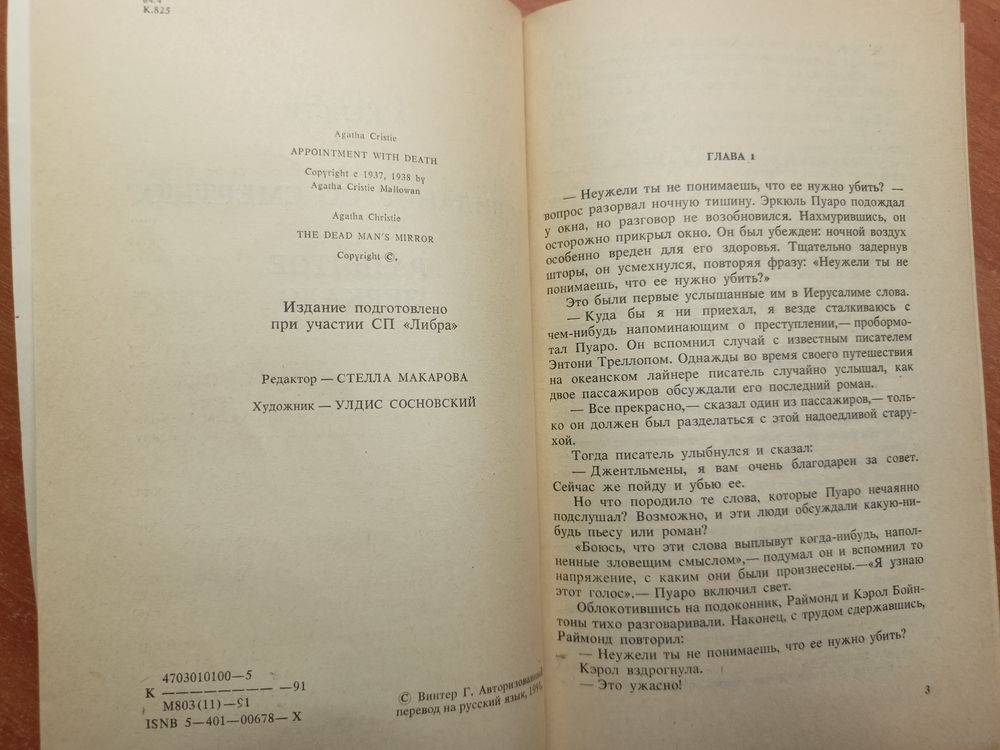 К.825
Agatha Cristie
APPOINTMENT WITH DEATH
Copyright c 1937, 1938 by
Agatha Cristie Mallowan
Agatha Christie
THE DEAD MAN'S MIRROR
Copyright ©,
Издание подготовлено
при участии СП «Либра»
Редактор — СТЕЛЛА МАКАРОВА
Художник — УЛДИС СОСНОВСКИЙ
4703010100—5
К ——————— —91
М803(11)—91
ISNB 5—401—00678—X
© Винтер Г. Авторизованный
перевод на русский язык, 1991.
ГЛАВА 1
— Неужели ты не понимаешь, что ее нужно убить? —
вопрос разорвал ночную тишину. Эркюль Пуаро подождал
у окна, но разговор не возобновился. Нахмурившись, он
осторожно прикрыл окно. Он был убежден: ночной воздух
особенно вреден для его здоровья. Тщательно задернув
шторы, он усмехнулся, повторяя фразу: «Неужели ты не
понимаешь, что ее нужно убить?»
Это были первые услышанные им в Иерусалиме слова.
— Куда бы я ни приехал, я везде сталкиваюсь с
чем-нибудь напоминающим о преступлении,— пробормо-
тал Пуаро. Он вспомнил случай с известным писателем
Энтони Треллопом. Однажды во время своего путешествия
на океанском лайнере писатель случайно услышал, как
двое пассажиров обсуждали его последний роман.
— Все прекрасно,— сказал один из пассажиров,— толь-
ко он должен был разделаться с этой надоедливой стару-
хой.
Тогда писатель улыбнулся и сказал:
— Джентльмены, я вам очень благодарен за совет.
Сейчас же пойду и убью ее.
Но что породило те слова, которые Пуаро нечаянно
подслушал? Возможно, и эти люди обсуждали какую-ни-
будь пьесу или роман?
«Боюсь, что эти слова выплывут когда-нибудь, напол-
ненные зловещим смыслом»,— подумал он и вспомнил то
напряжение, с каким они были произнесены.—«Я узнаю
этот голос».— Пуаро включил свет.
Облокотившись на подоконник, Раймонд и Кэрол Бойн-
тоны тихо разговаривали. Наконец, с трудом сдержавшись,
Раймонд повторил:
— Неужели ты не понимаешь, что ее нужно убить?
Кэрол вздрогнула.
— Это ужасно!
3